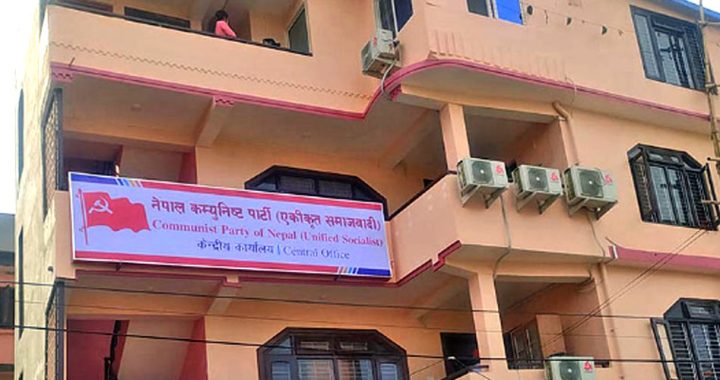 नेपाल कम्युनिष्ट पार्टी (एकीकृत समाजवादी)
Communist Party of Nepal (Unified Socialist)
केन्द्रीय कार्यालय | Central Office